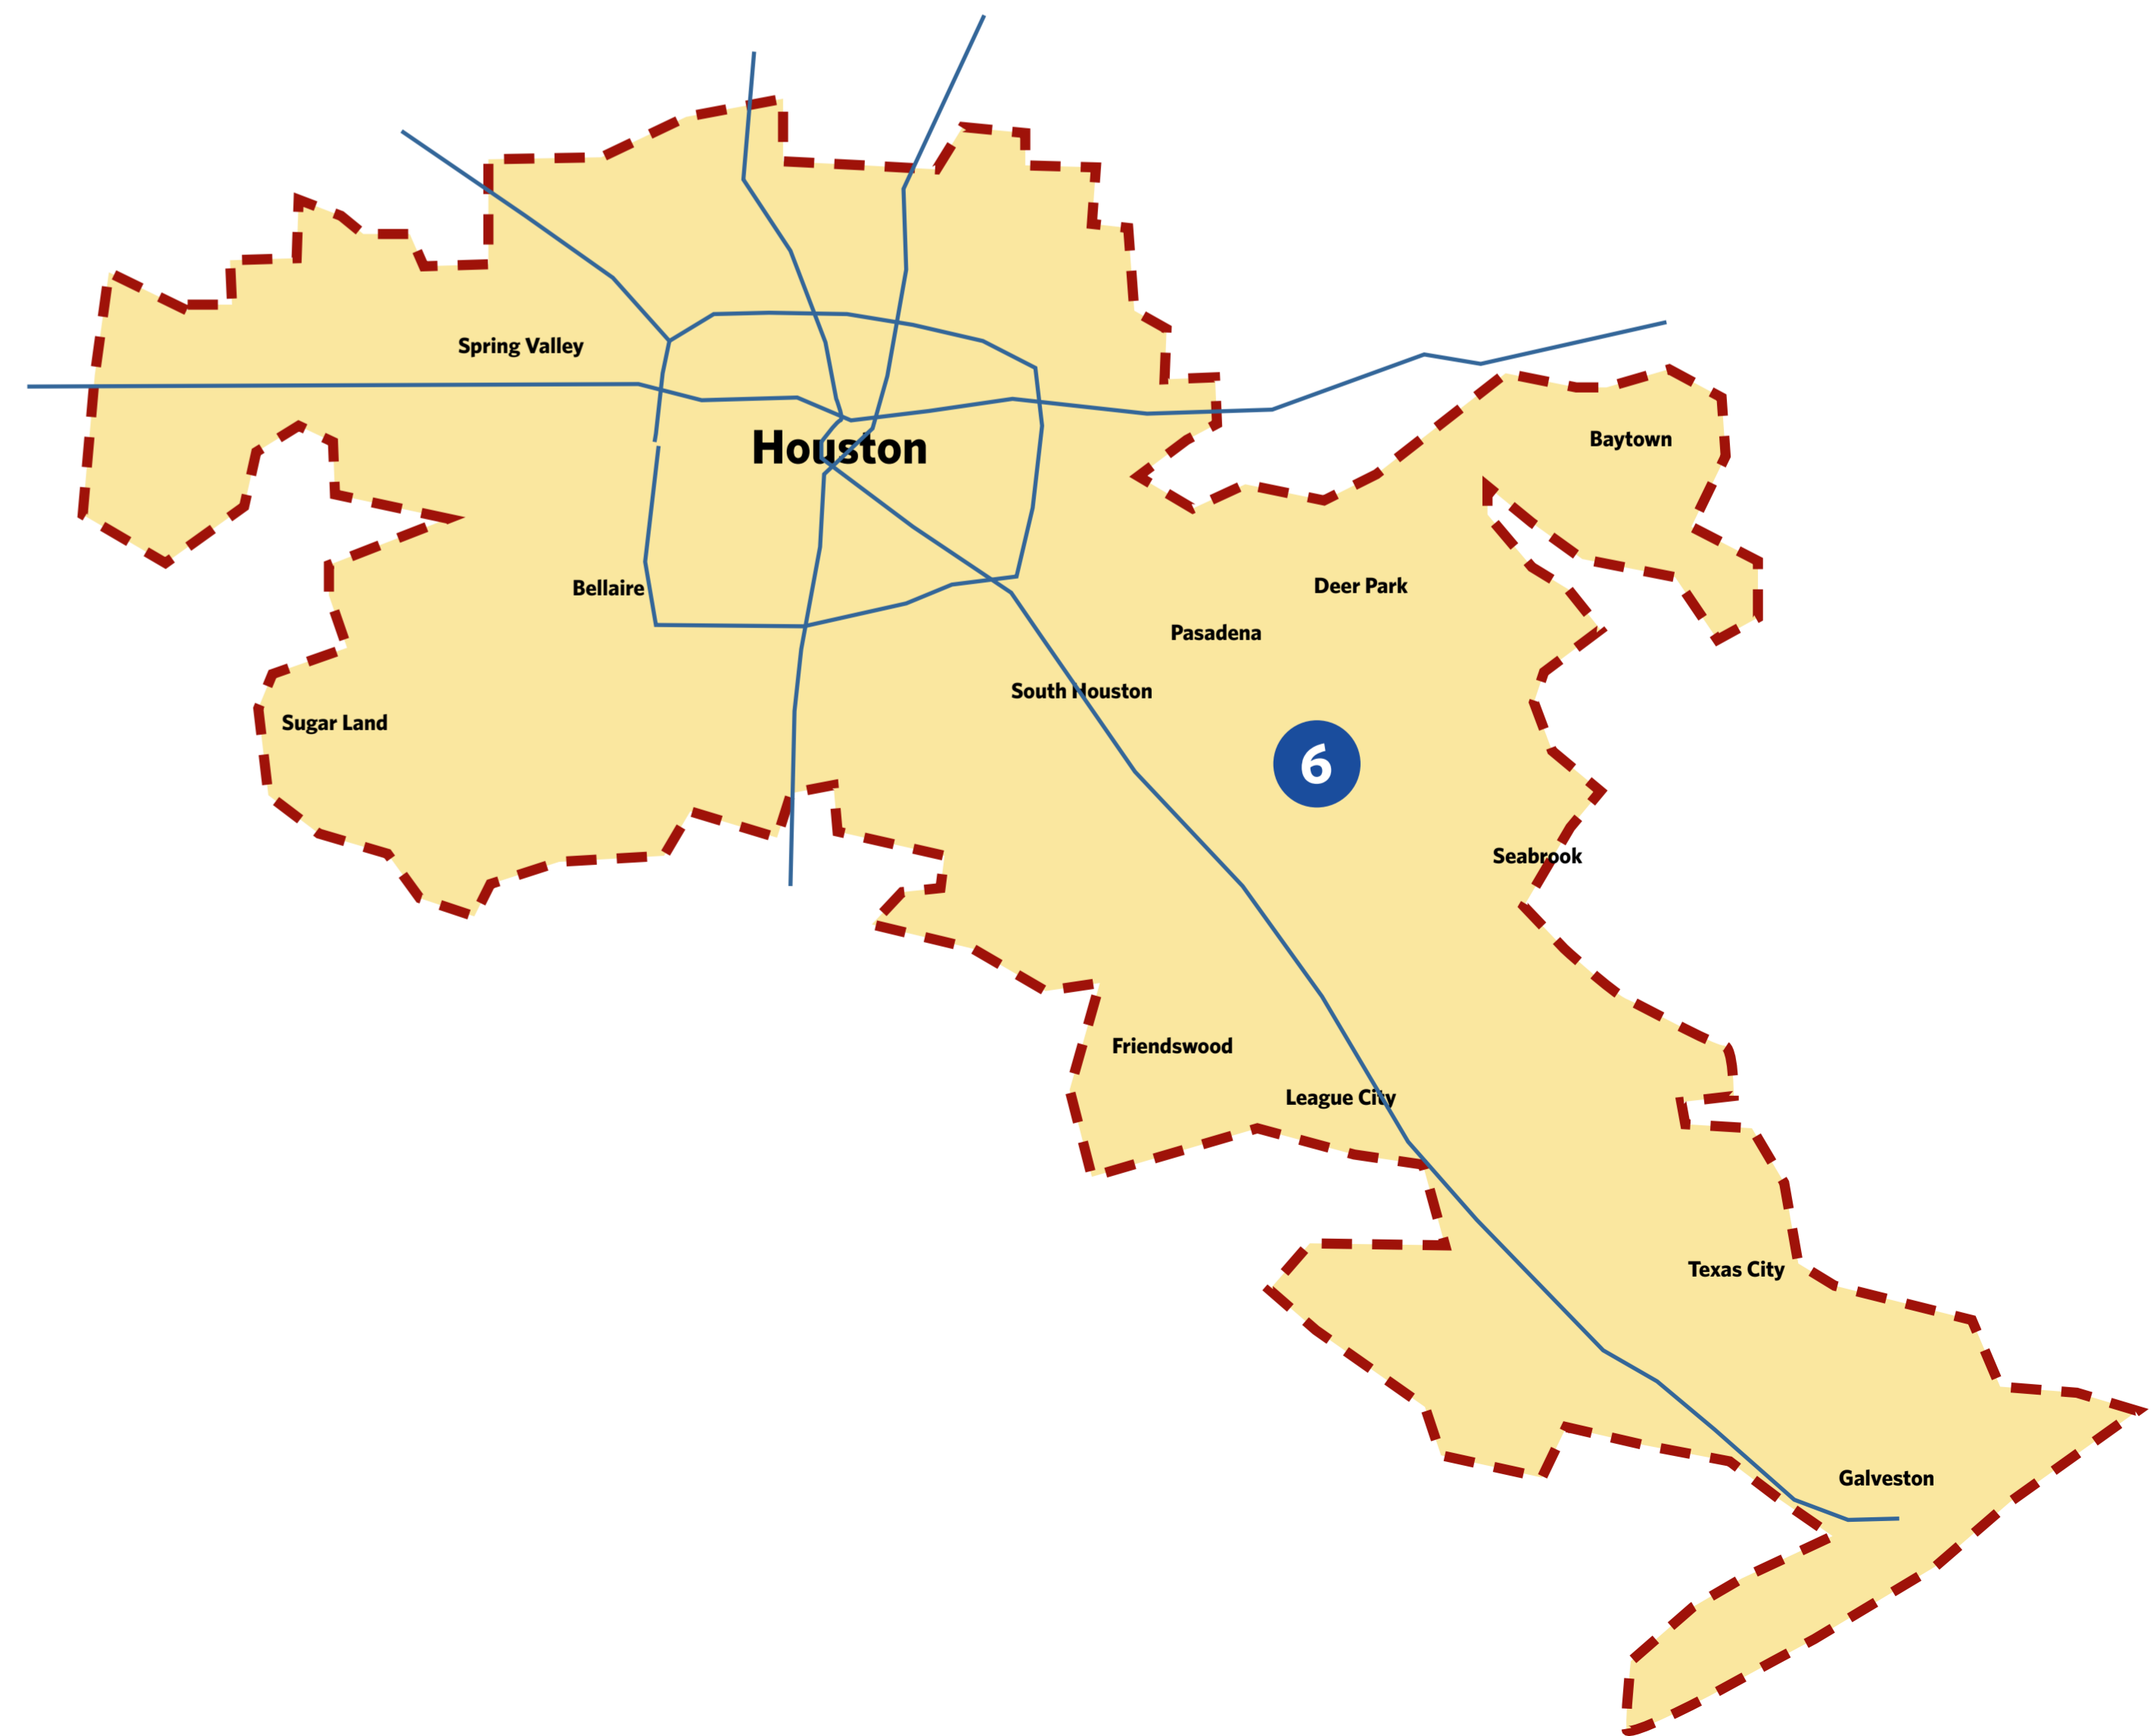 Spring Valley
Baytown
Houston
Bellaire
Deer Park
Pasadena
South Houston
Sugar Land
6
Seabrook
Friendswood
League City
Texas City
Galveston